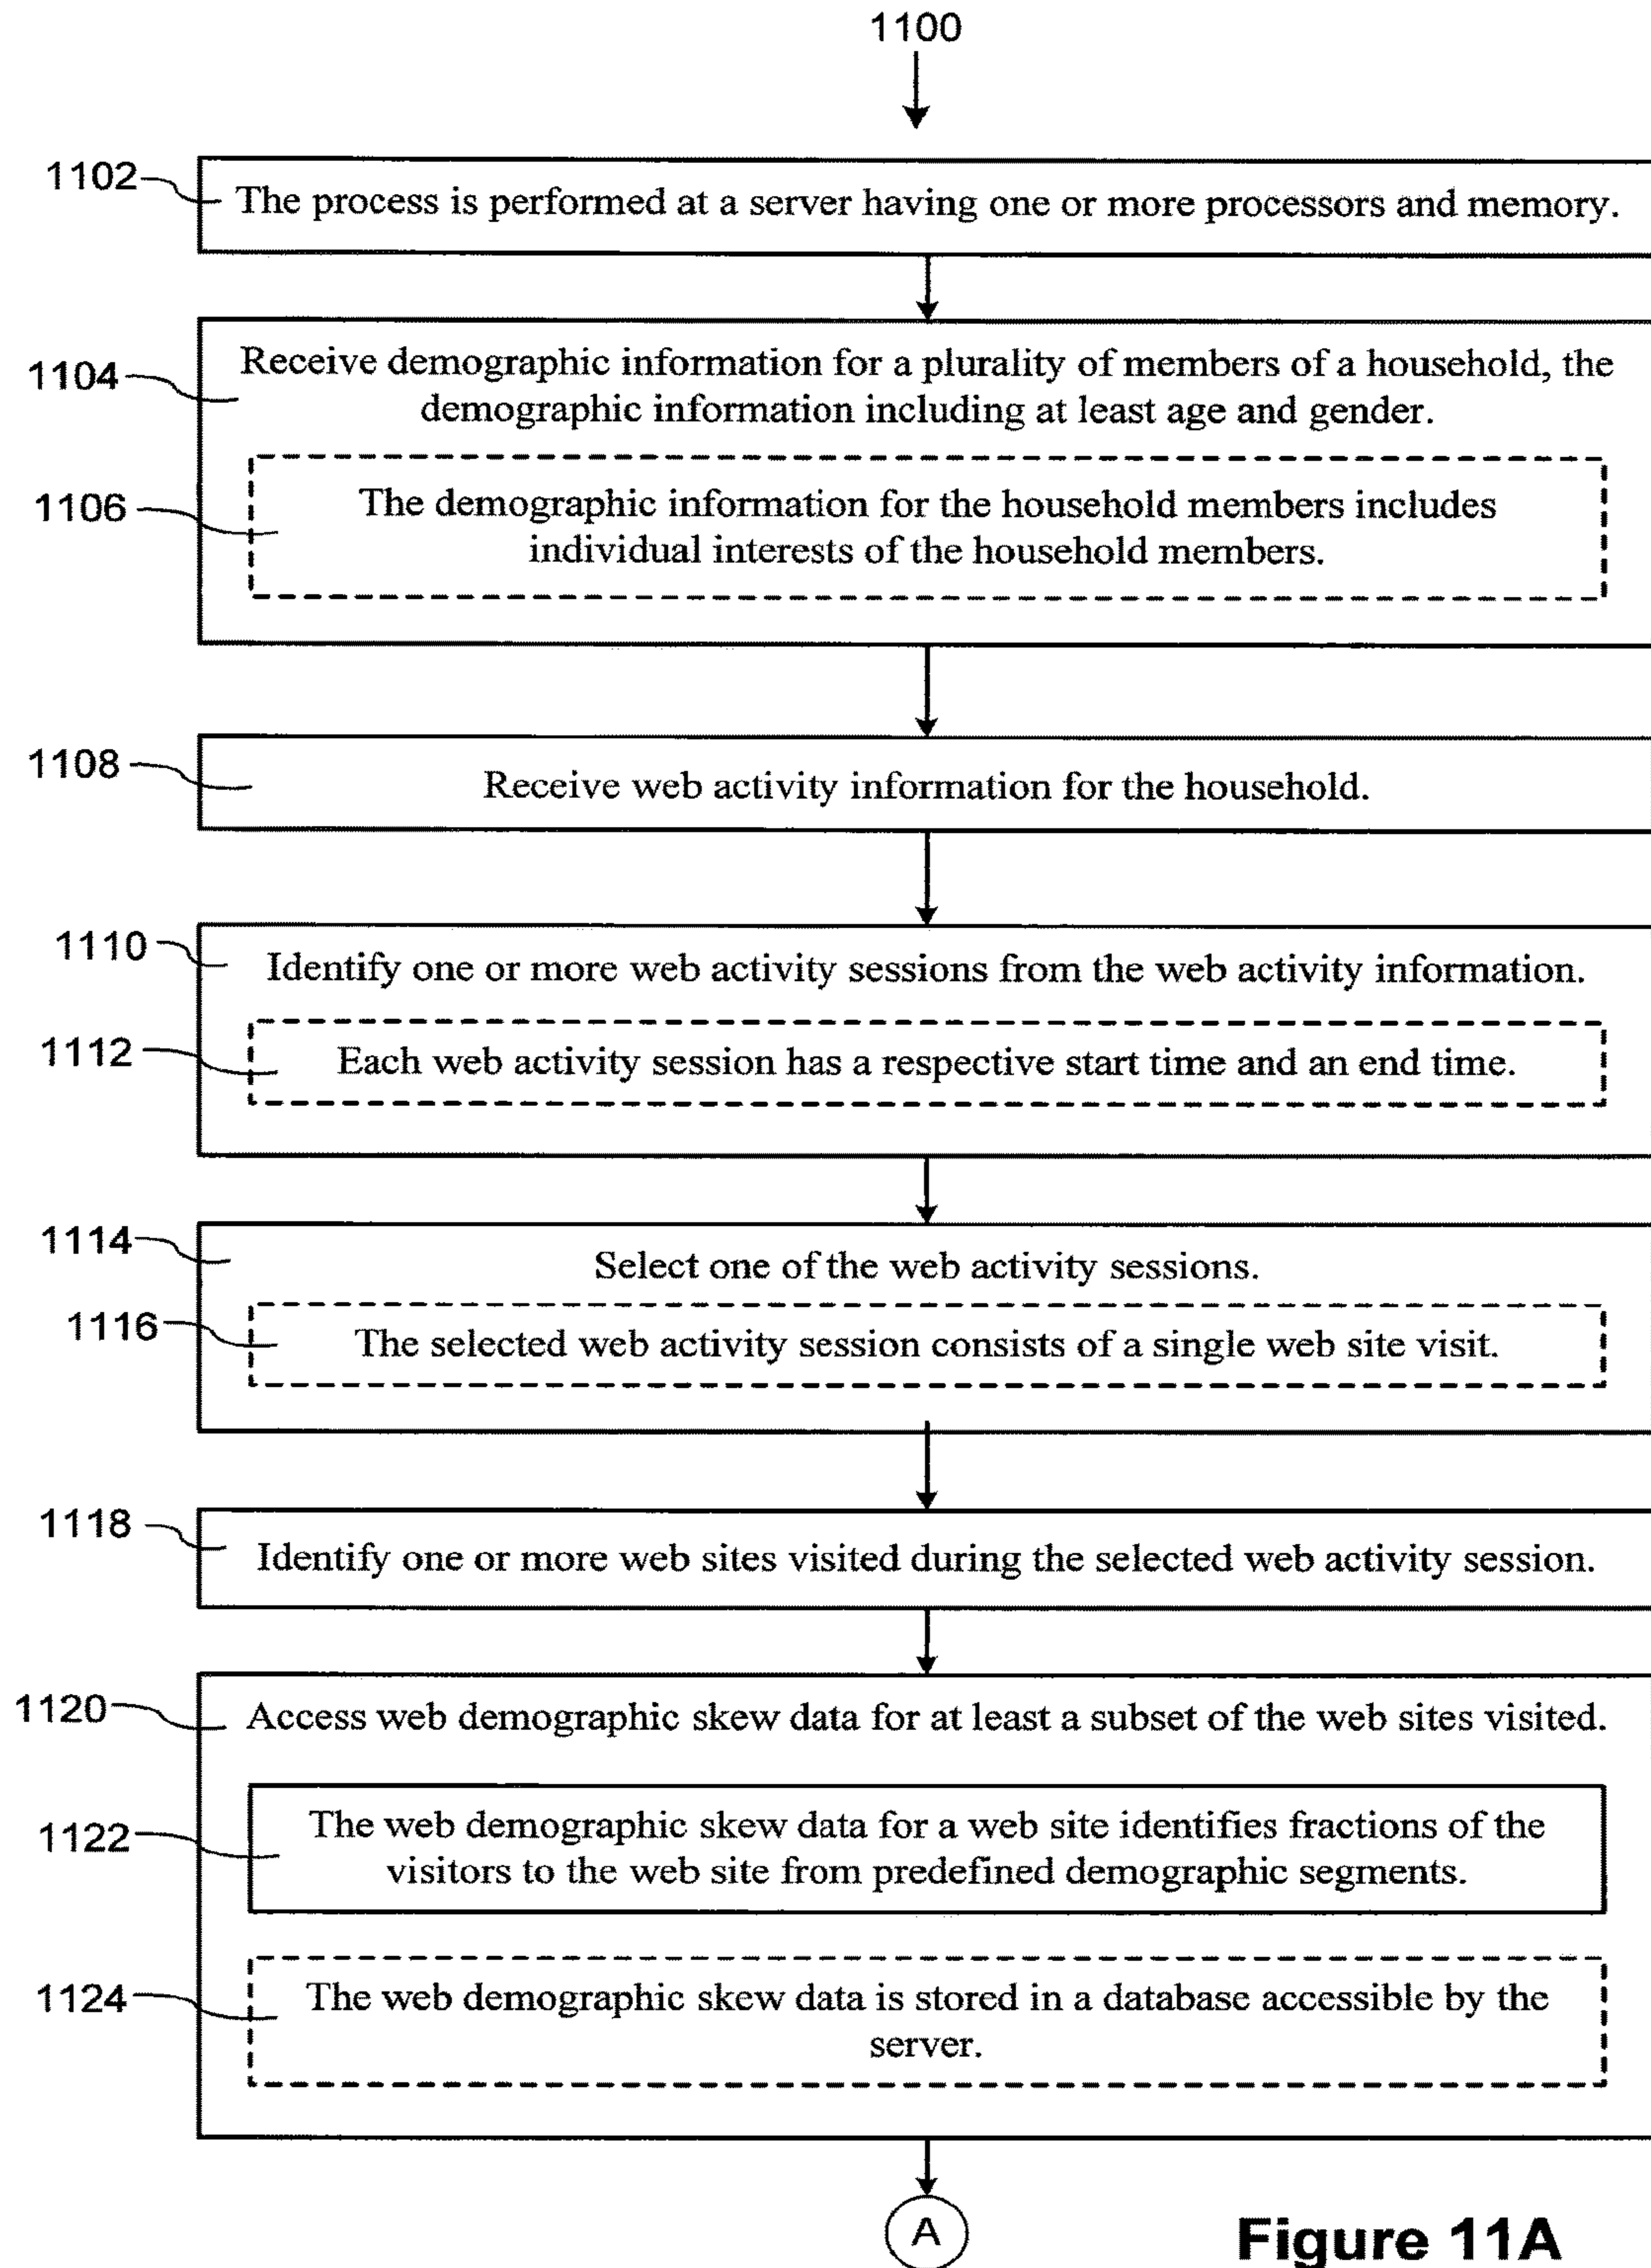 1100
1102
The process is performed at a server having one or more processors and memory.
1104
Receive demographic information for a plurality of members of a household, the
demographic information including at least age and gender.
1106
The demographic information for the household members includes
individual interests of the household members.
1108
Receive web activity information for the household.
1110
Identify one or more web activity sessions from the web activity information.
1112
Each web activity session has a respective start time and an end time.
1114
Select one of the web activity sessions.
1116
The selected web activity session consists of a single web site visit.
1118
Identify one or more web sites visited during the selected web activity session.
1120
Access web demographic skew data for at least a subset of the web sites visited.
1122
The web demographic skew data for a web site identifies fractions of the
visitors to the web site from predefined demographic segments.
1124
The web demographic skew data is stored in a database accessible by the
server.
A
Figure 11A